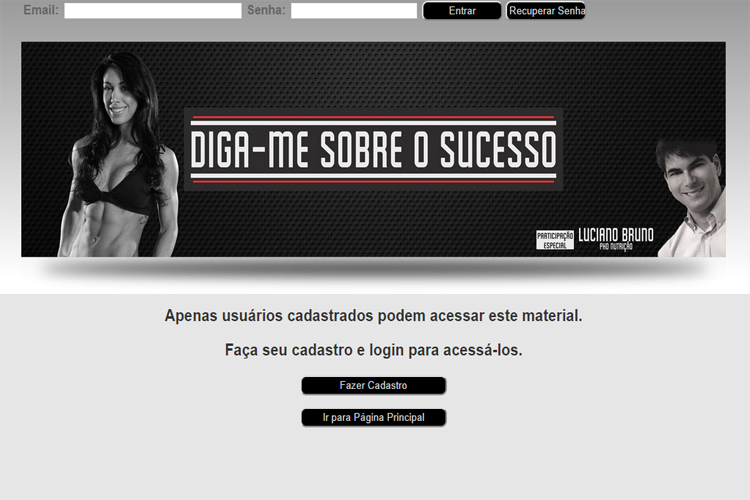 Email: Senha: Entrar Recuperar Senha
DIGA-ME SOBRE O SUCESSO
PARTICIPAÇÃO
ESPECIAL
LUCIANO BRUNO
PHD NUTRIÇÃO
Apenas usuários cadastrados podem acessar este material.
Faça seu cadastro e login para acessá-los.
Fazer Cadastro
Ir para Página Principal